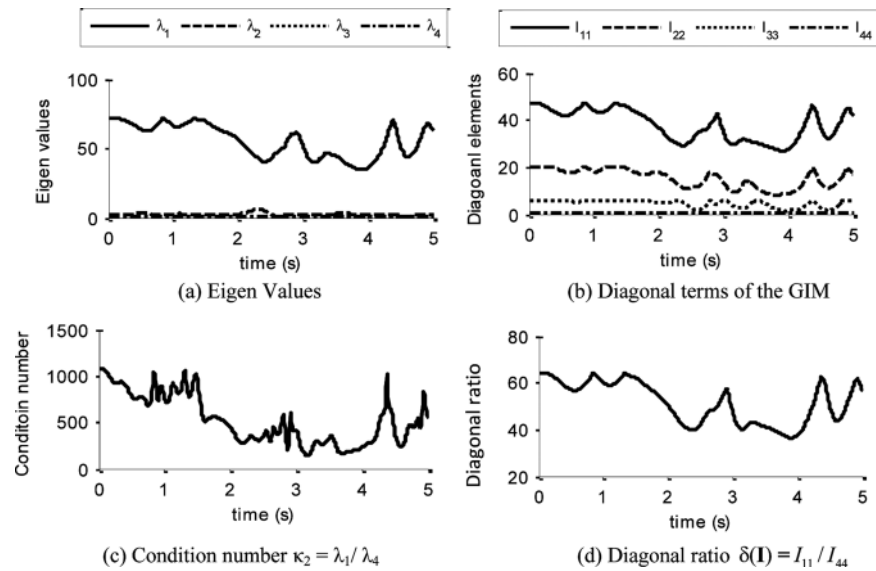 λ1 λ2 λ3 λ4
I11 I22 I33 I44
100
50
0
Eigen values
0 1 2 3 4 5
time (s)
(a) Eigen Values
60
40
20
0
Diagoanl elements
0 1 2 3 4 5
time (s)
(b) Diagonal terms of the GIM
1500
1000
500
0
Conditoin number
0 1 2 3 4 5
time (s)
(c) Condition number κ2 = λ1/ λ4
80
60
40
20
Diagonal ratio
0 1 2 3 4 5
time (s)
(d) Diagonal ratio δ(I) = I11 / I44